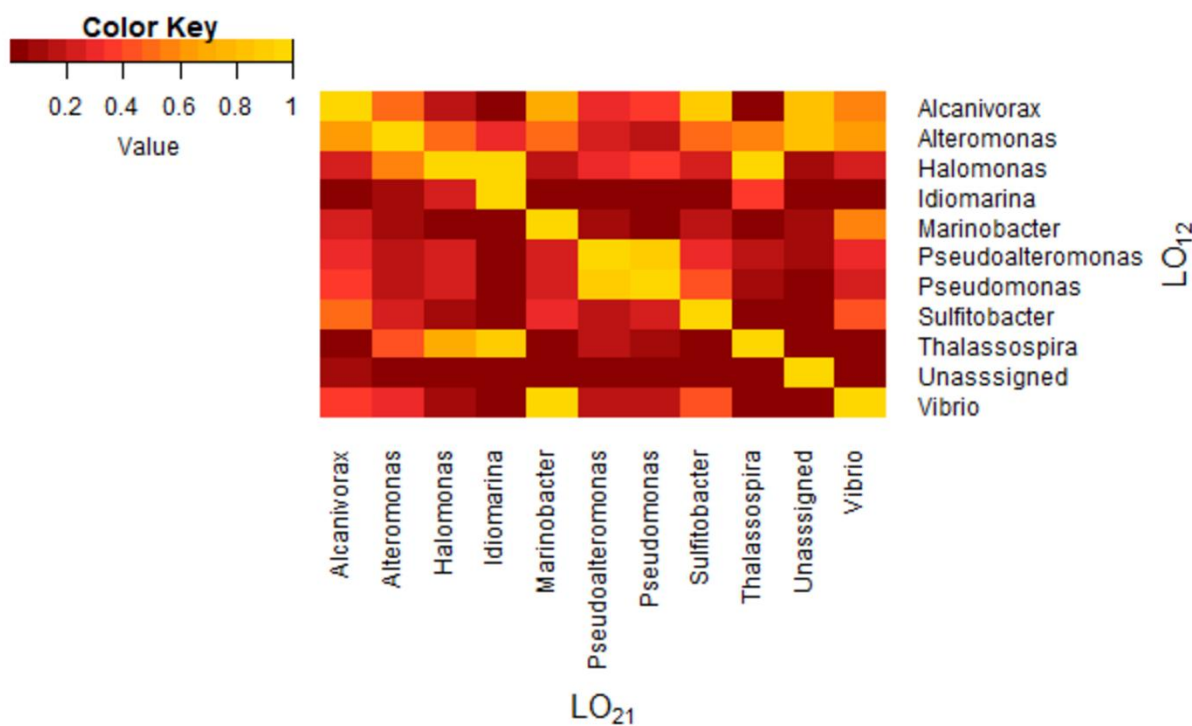 Color Key
0.2 0.4 0.6 0.8 1
Value
Alcanivorax
Alteromonas
Halomonas
Idiomarina
Marinobacter
Pseudoalteromonas
Pseudomonas
Sulfitobacter
Thalassospira
Unasssigned
Vibrio
LO₁₂
Alcanivorax
Alteromonas
Halomonas
Idiomarina
Marinobacter
Pseudoalteromonas
Pseudomonas
Sulfitobacter
Thalassospira
Unasssigned
Vibrio
LO₂₁